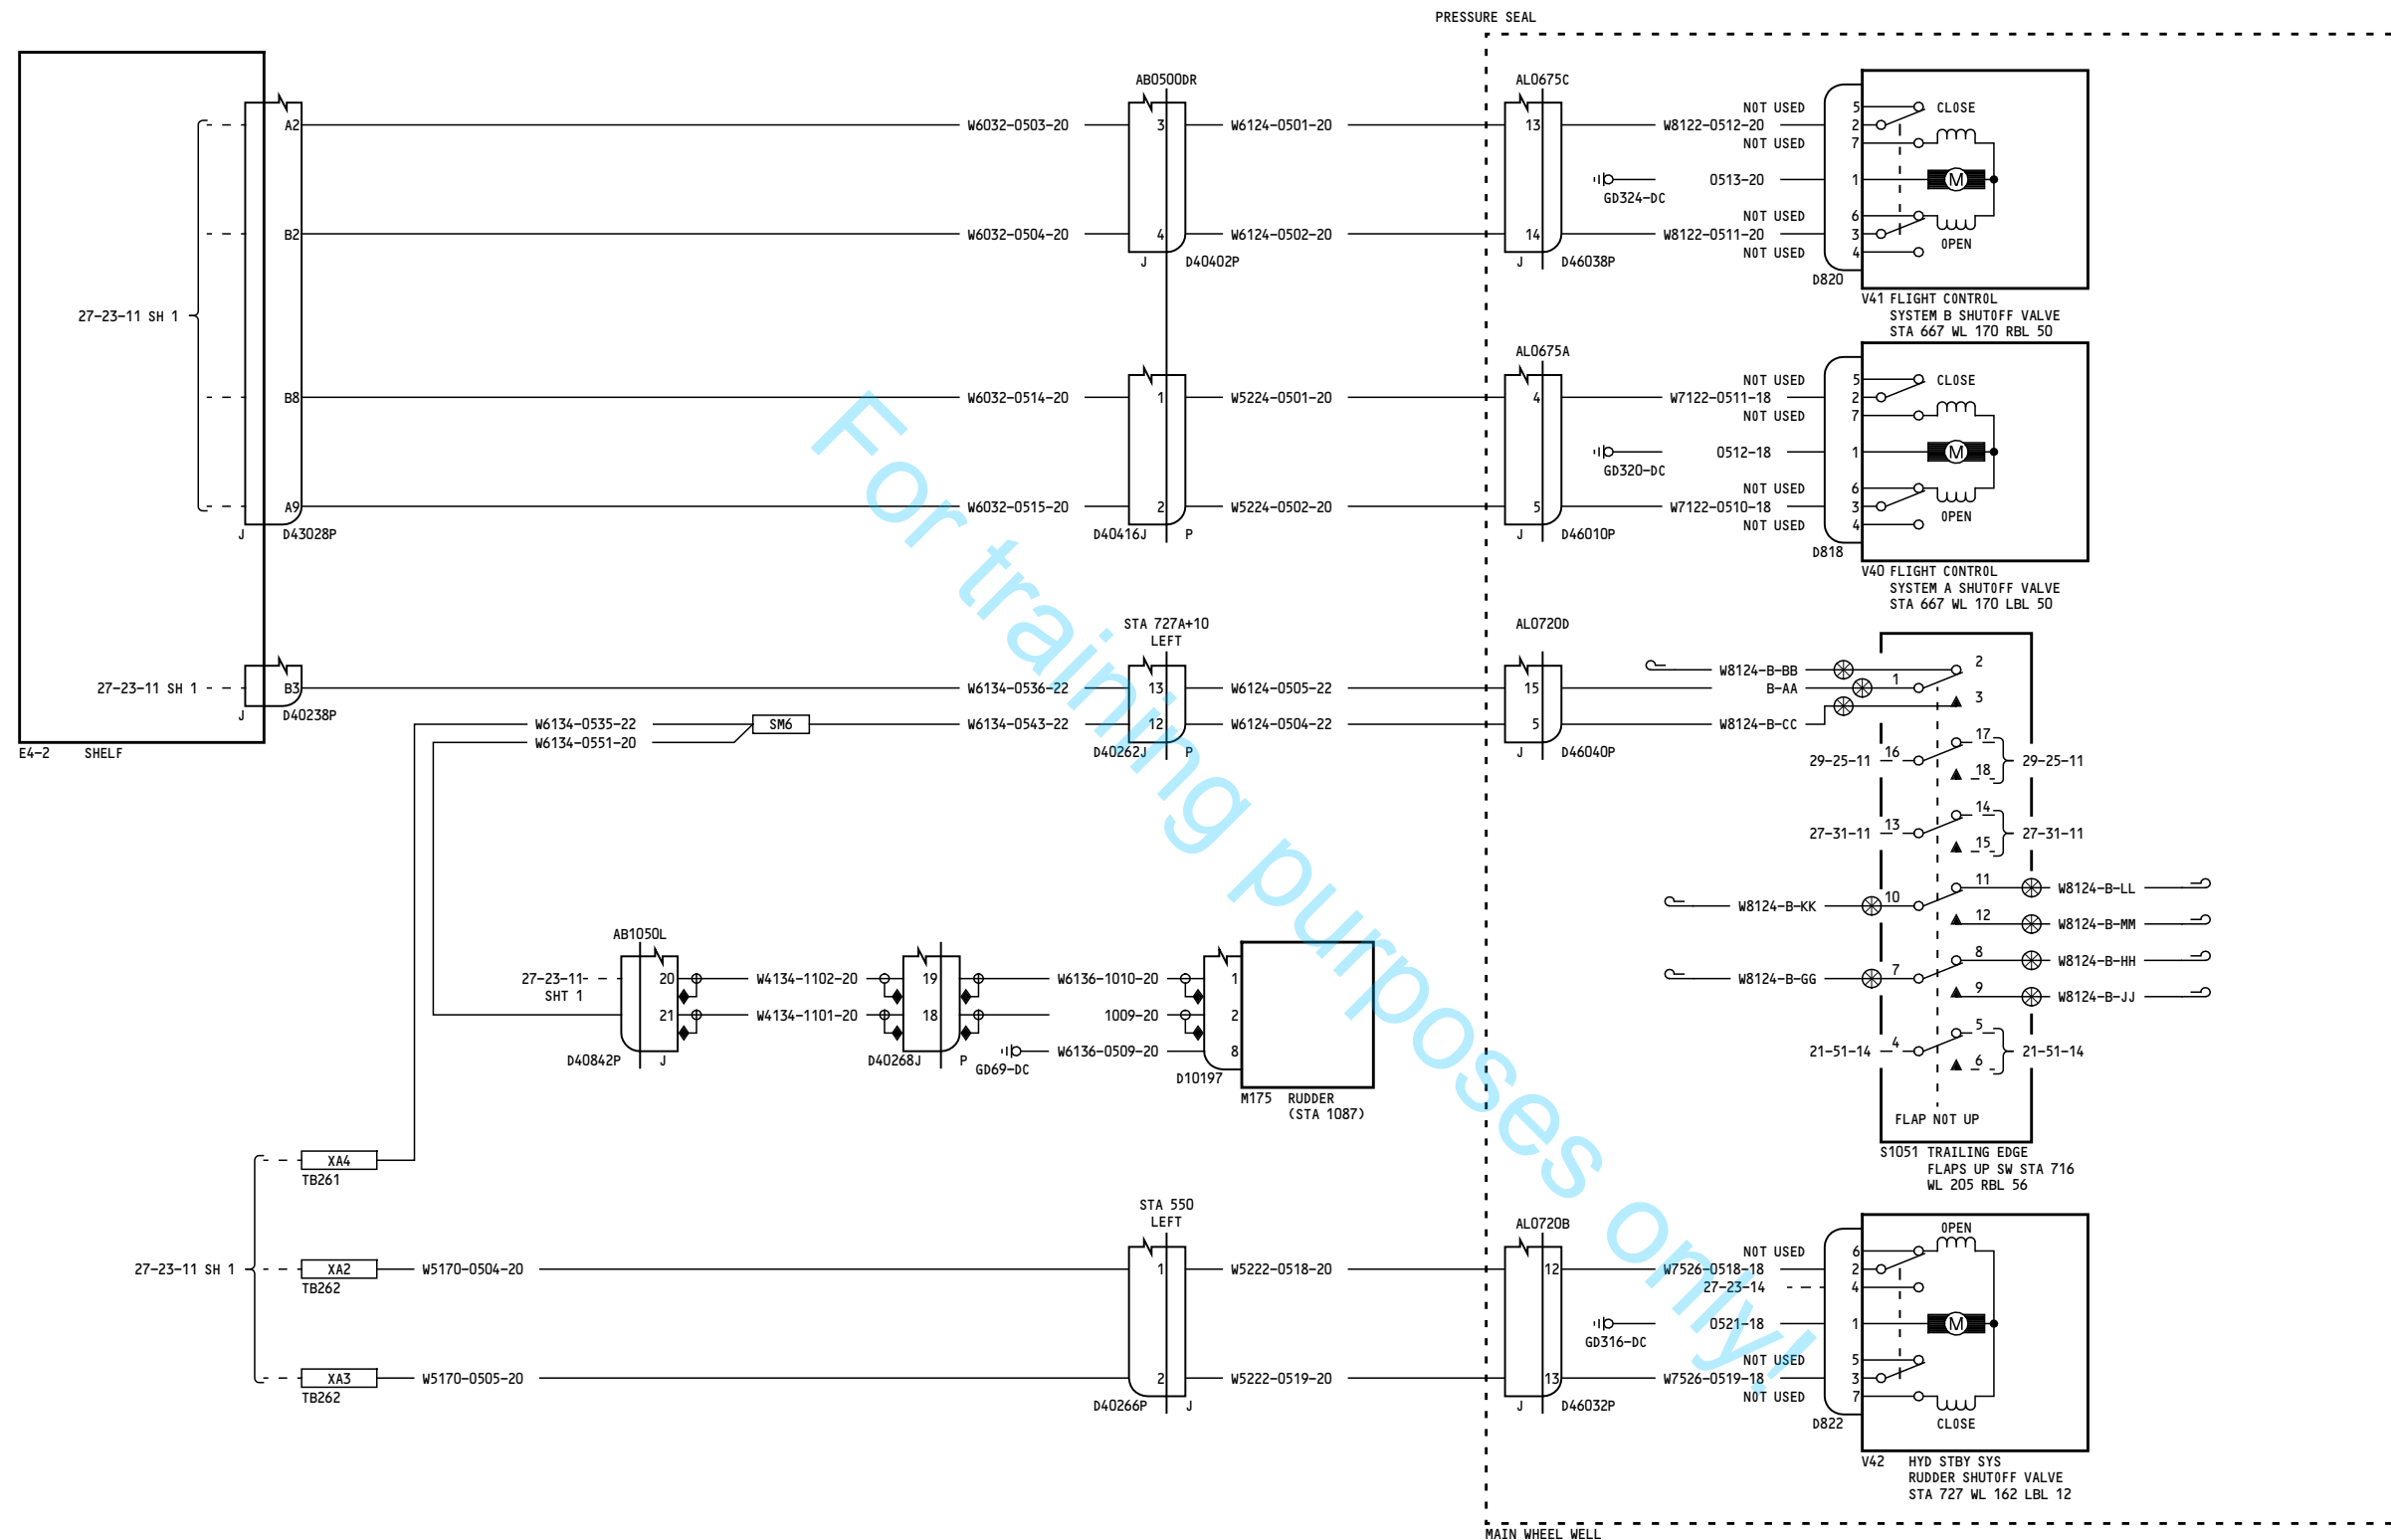 PRESSURE SEAL
AB0500DR
AL0675C
NOT USED 5 CLOSE
A2 W6032-0503-20 3 W6124-0501-20 13 W8122-0512-20 2
NOT USED 7
0513-20 1 M
GD324-DC
NOT USED 6
B2 W6032-0504-20 4 W6124-0502-20 14 W8122-0511-20 3
OPEN
NOT USED 4
J D40402P J D46038P
D820
V41 FLIGHT CONTROL
SYSTEM B SHUTOFF VALVE
STA 667 WL 170 RBL 50
27-23-11 SH 1
AL0675A
NOT USED 5 CLOSE
B8 W6032-0514-20 1 W5224-0501-20 4 W7122-0511-18 2
NOT USED 7
0512-18 1 M
GD320-DC
NOT USED 6
A9 W6032-0515-20 2 W5224-0502-20 5 W7122-0510-18 3
OPEN
NOT USED 4
J D43028P D40416J P J D46010P
D818
V40 FLIGHT CONTROL
SYSTEM A SHUTOFF VALVE
STA 667 WL 170 LBL 50
STA 727A+10
LEFT
AL0720D
W8124-B-BB 2
27-23-11 SH 1 B3 W6134-0536-22 13 W6124-0505-22 15 B-AA 1
3
J D40238P
W6134-0535-22 SM6 W6134-0543-22 12 W6124-0504-22 5 W8124-B-CC
W6134-0551-20
D40262J P J D46040P
E4-2 SHELF
17
29-25-11 16 29-25-11
18
14
27-31-11 13 27-31-11
15
11 W8124-B-LL
W8124-B-KK 10
12 W8124-B-MM
8 W8124-B-HH
W8124-B-GG 7
9 W8124-B-JJ
5
21-51-14 4 21-51-14
6
FLAP NOT UP
S1051 TRAILING EDGE
FLAPS UP SW STA 716
WL 205 RBL 56
AB1050L
27-23-11 20 W4134-1102-20 19 W6136-1010-20 1
SHT 1
21 W4134-1101-20 18 1009-20 2
W6136-0509-20 8
D40842P J D40268J P GD69-DC
D10197
M175 RUDDER
(STA 1087)
XA4
TB261
STA 550
LEFT
AL0720B
OPEN
NOT USED 6
27-23-11 SH 1 XA2 W5170-0504-20 1 W5222-0518-20 12 W7526-0518-18 2
TB262
27-23-14 4
0521-18 1 M
GD316-DC
NOT USED 5
XA3 W5170-0505-20 2 W5222-0519-20 13 W7526-0519-18 3
TB262
NOT USED 7
D40266P J J D46032P
D822
CLOSE
V42 HYD STBY SYS
RUDDER SHUTOFF VALVE
STA 727 WL 162 LBL 12
MAIN WHEEL WELL
For training purposes only!